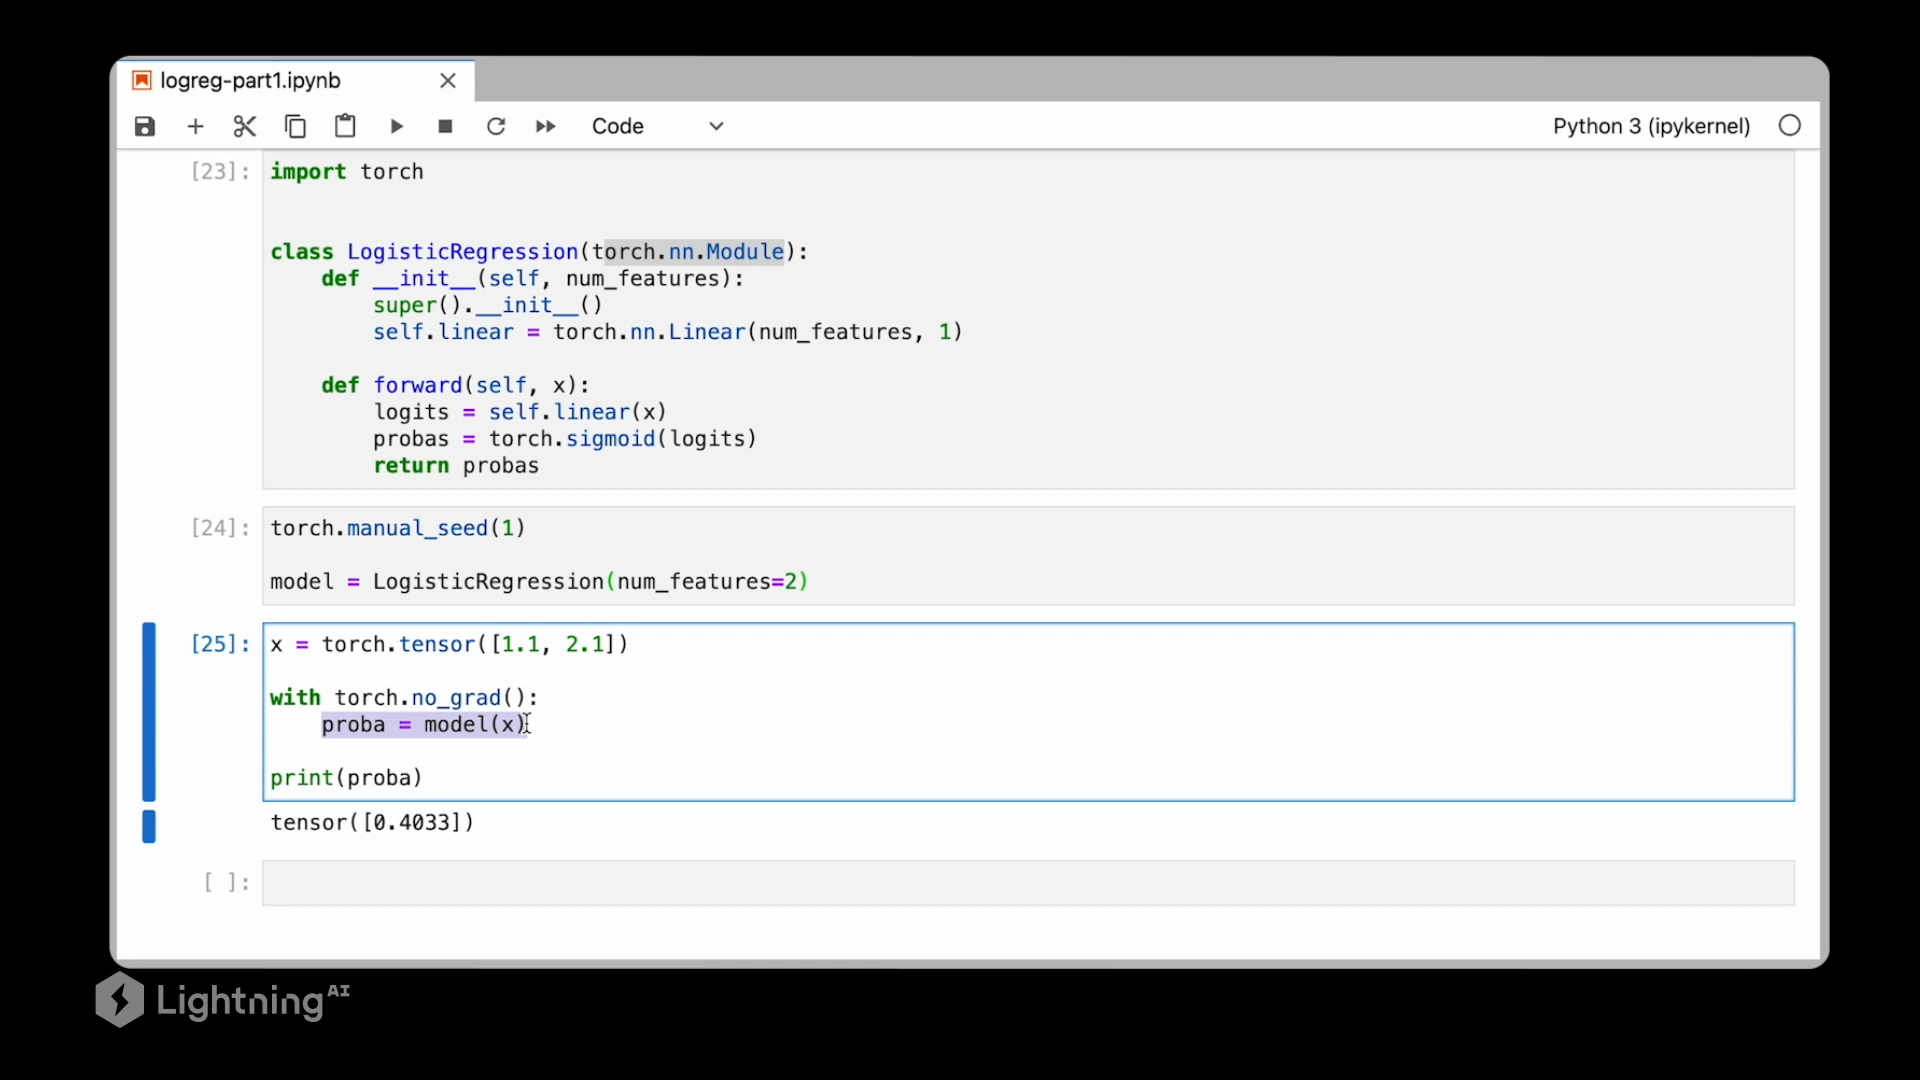 logreg-part1.ipynb
Code
Python 3 (ipykernel)
[23]:
import torch
class LogisticRegression(torch.nn.Module):
    def __init__(self, num_features):
        super().__init__()
        self.linear = torch.nn.Linear(num_features, 1)
    def forward(self, x):
        logits = self.linear(x)
        probas = torch.sigmoid(logits)
        return probas
[24]:
torch.manual_seed(1)
model = LogisticRegression(num_features=2)
[25]:
x = torch.tensor([1.1, 2.1])
with torch.no_grad():
    proba = model(x)
print(proba)
tensor([0.4033])
[ ]:
Lightning AI